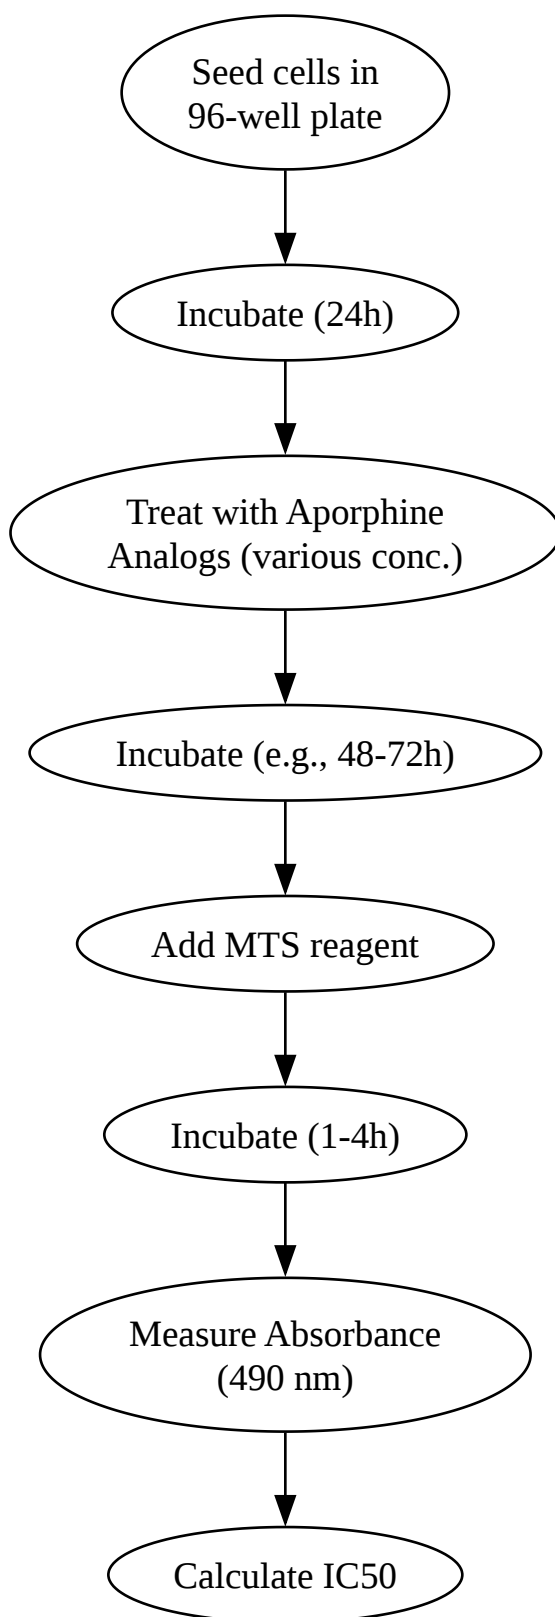 Seed cells in
96-well plate
Incubate (24h)
Treat with Aporphine
Analogs (various conc.)
Incubate (e.g., 48-72h)
Add MTS reagent
Incubate (1-4h)
Measure Absorbance
(490 nm)
Calculate IC50